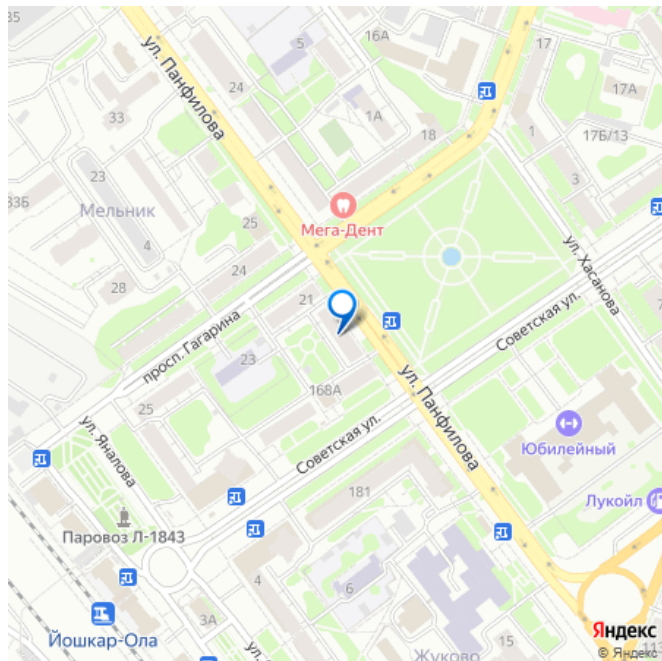 35
ул. Панфилова
5
16А
17
24
17А
1А
33
18
1
17Б/13
23
3
33Б
Мельник
Мега-Дент
25
4
24
ул. Хасанова
28
21
Советская ул.
просп. Гагарина
23
168А
ул. Панфилова
25
ул. Яналова
Советская ул.
Юбилейный
181
Лукойл
Паровоз Л-1843
4
6
3А
Яндекс
Йошкар-Ола
15
Жуково
© Яндекс